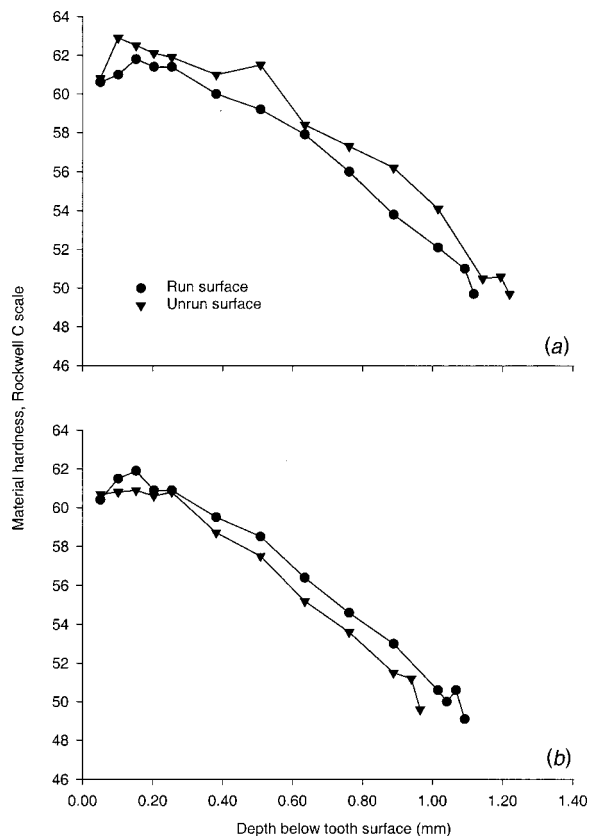 64
62
60
58
56
54
52
50
48
46
Run surface
Unrun surface
(a)
Material hardness, Rockwell C scale
64
62
60
58
56
54
52
50
48
46
(b)
0.00 0.20 0.40 0.60 0.80 1.00 1.20 1.40
Depth below tooth surface (mm)